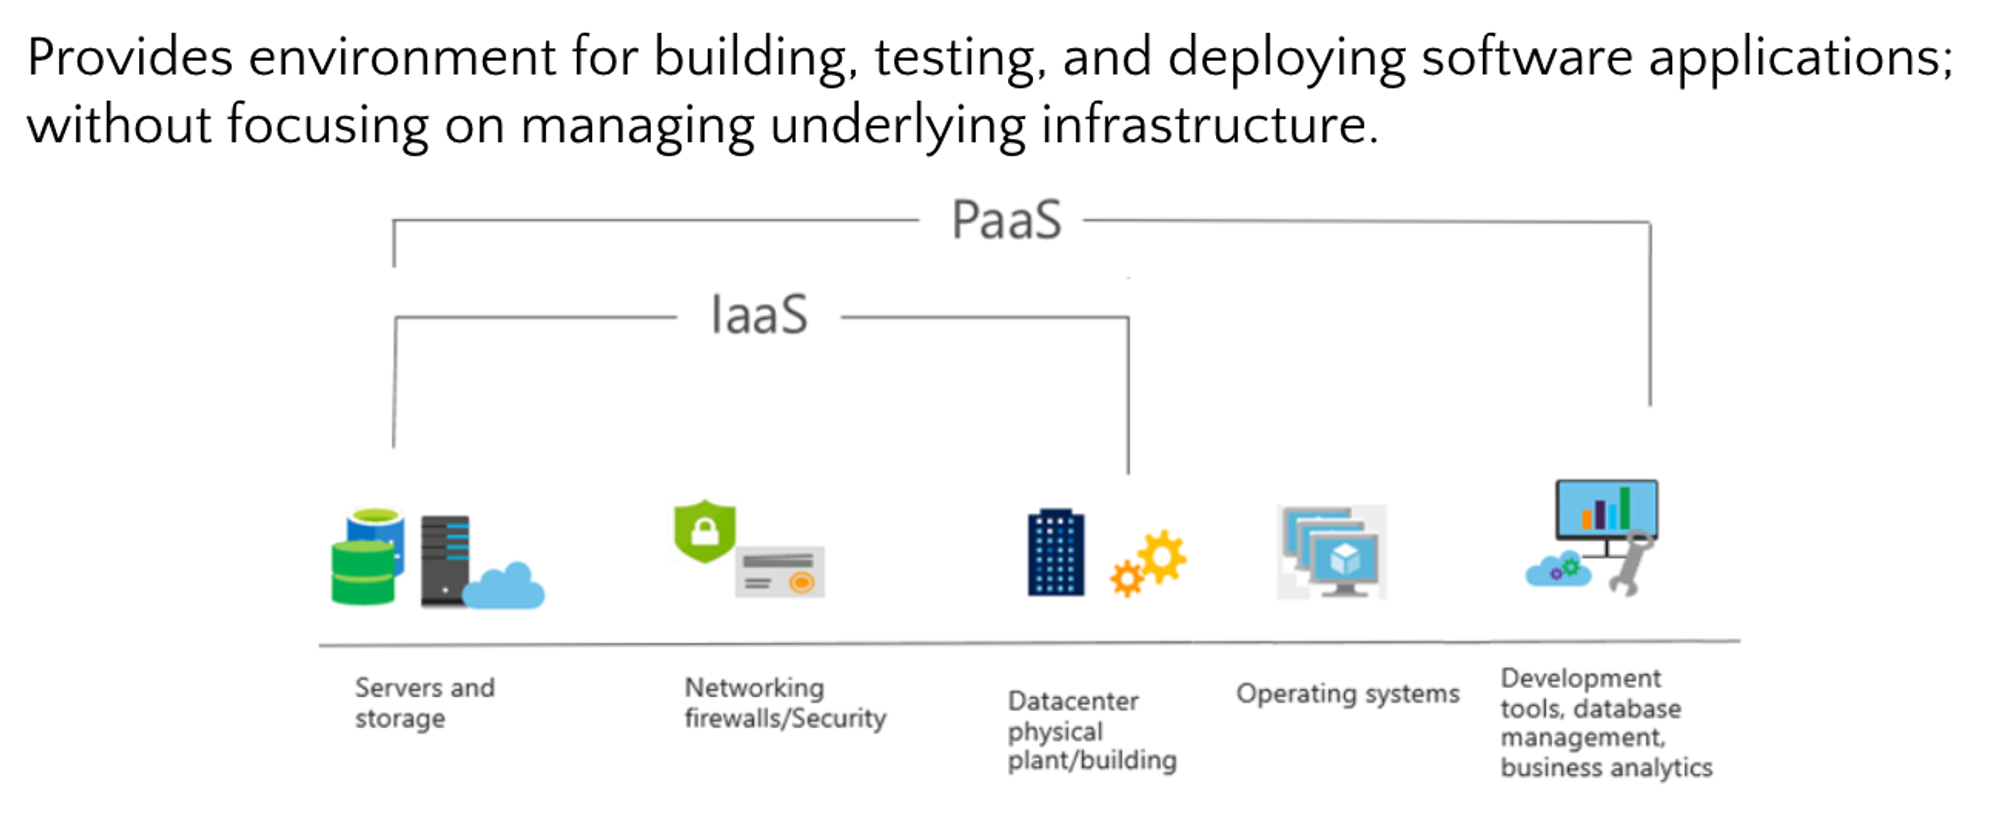 Provides environment for building, testing, and deploying software applications;
without focusing on managing underlying infrastructure.
PaaS
IaaS
Servers and
storage
Networking
firewalls/Security
Datacenter
physical
plant/building
Operating systems
Development
tools, database
management,
business analytics